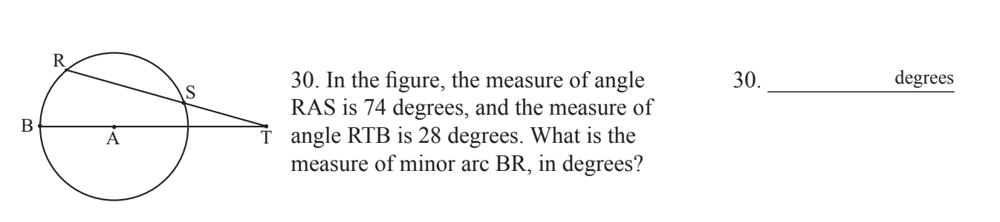 R
S
B
A
T
30. In the figure, the measure of angle
RAS is 74 degrees, and the measure of
angle RTB is 28 degrees. What is the
measure of minor arc BR, in degrees?
30. degrees